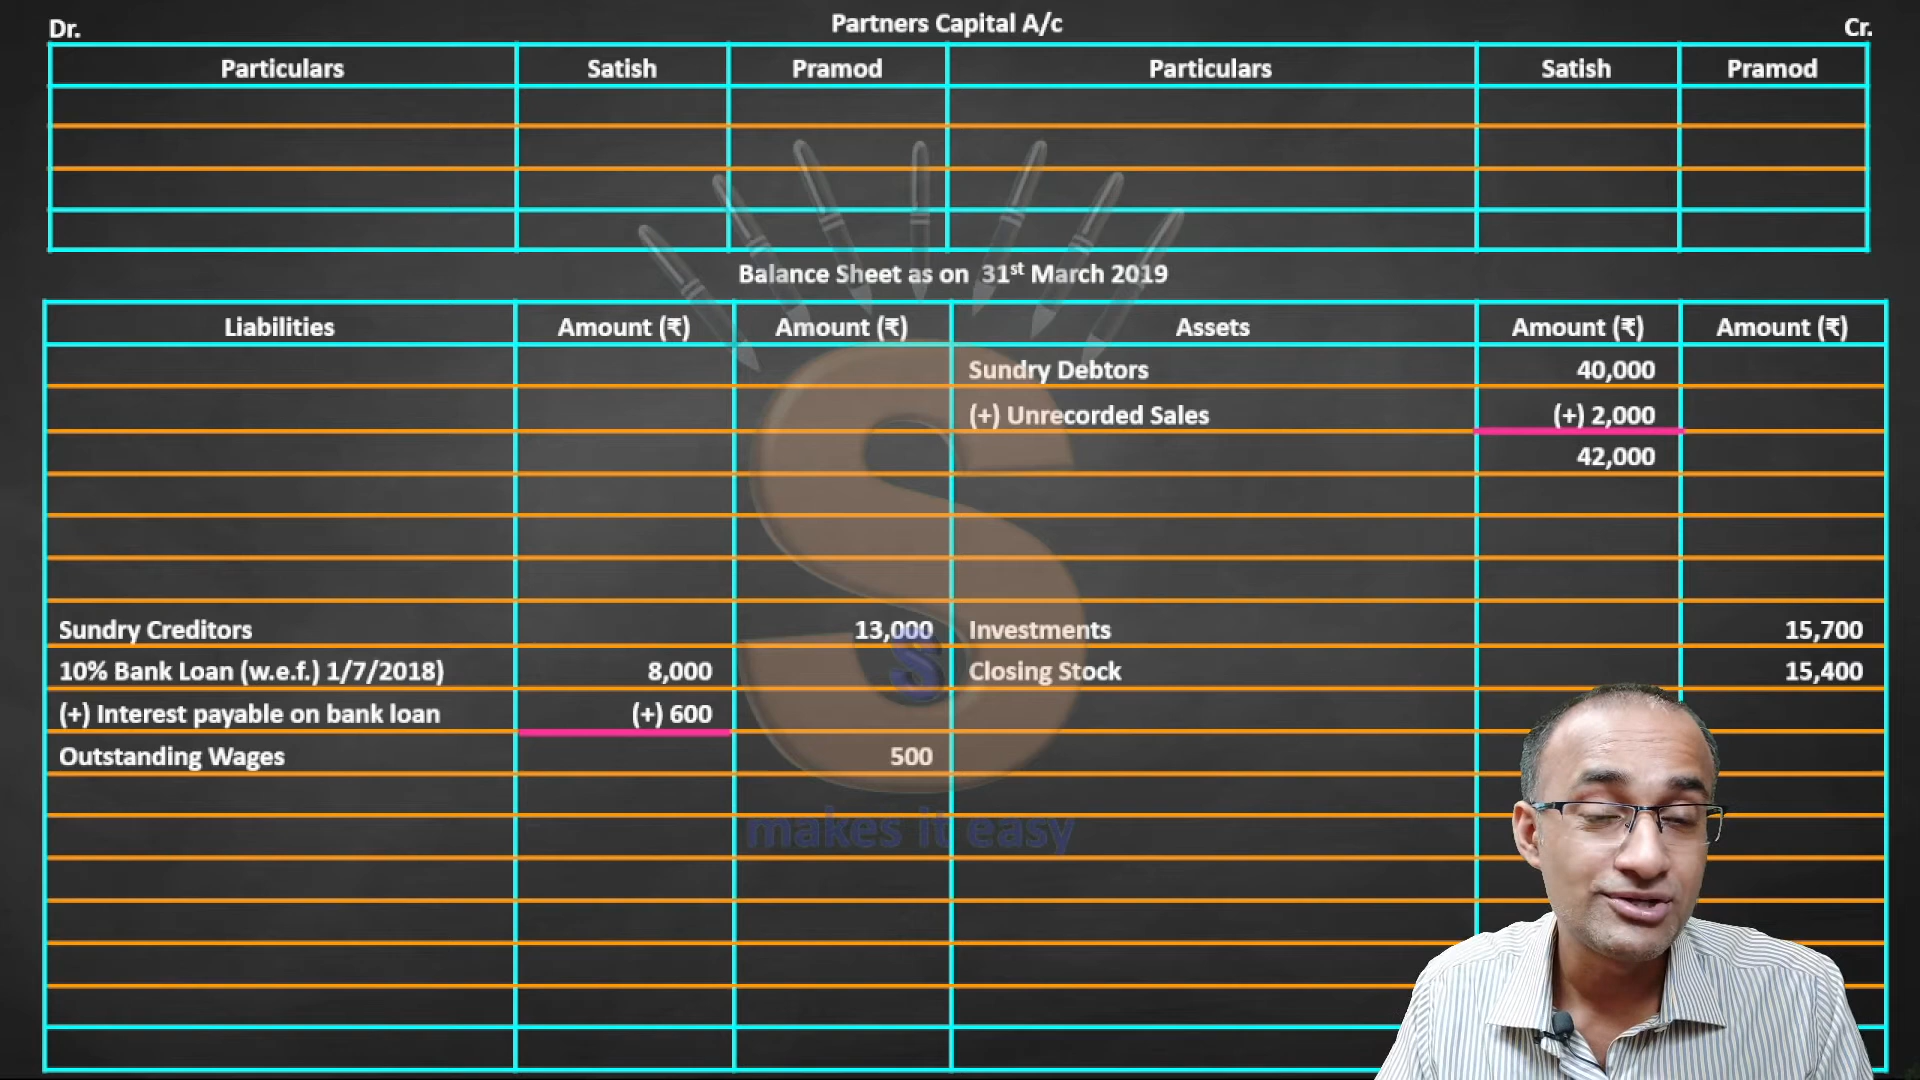 Dr. Partners Capital A/c Cr.
Particulars Satish Pramod Particulars Satish Pramod
Balance Sheet as on 31st March 2019
Liabilities Amount (₹) Amount (₹) Assets Amount (₹) Amount (₹)
Sundry Debtors 40,000
(+) Unrecorded Sales (+) 2,000
42,000
Sundry Creditors 13,000 Investments 15,700
10% Bank Loan (w.e.f.) 1/7/2018) 8,000 Closing Stock 15,400
(+) Interest payable on bank loan (+) 600
Outstanding Wages 500
S
S
makes it easy